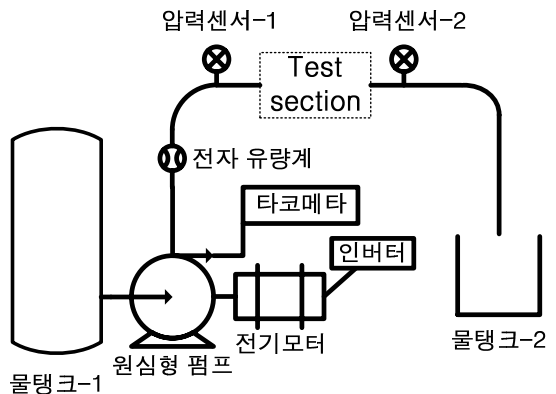 압력센서-1
압력센서-2
Test
section
전자 유량계
타코메타
인버터
전기모터
원심형 펌프
물탱크-1
물탱크-2